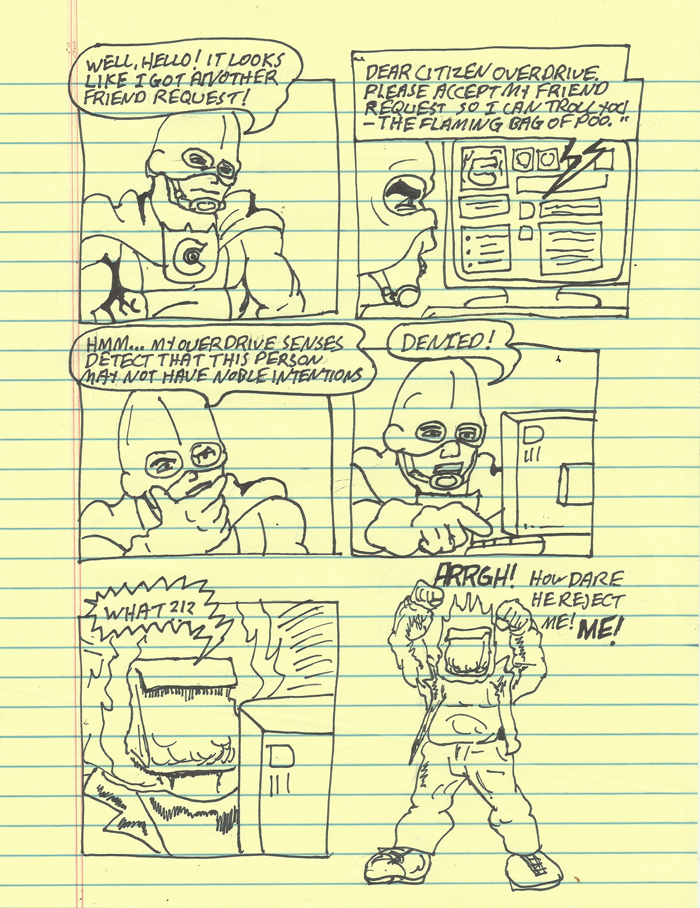 WELL, HELLO! IT LOOKS
LIKE I GOT ANOTHER
FRIEND REQUEST!
"DEAR CITIZEN OVERDRIVE.
PLEASE ACCEPT MY FRIEND
REQUEST SO I CAN TROLL YOU!
- THE FLAMING BAG OF POO."
HMM... MY OVERDRIVE SENSES
DETECT THAT THIS PERSON
MAY NOT HAVE NOBLE INTENTIONS
DENIED!
WHAT?!?
ARRGH! HOW DARE
HE REJECT
ME! ME!